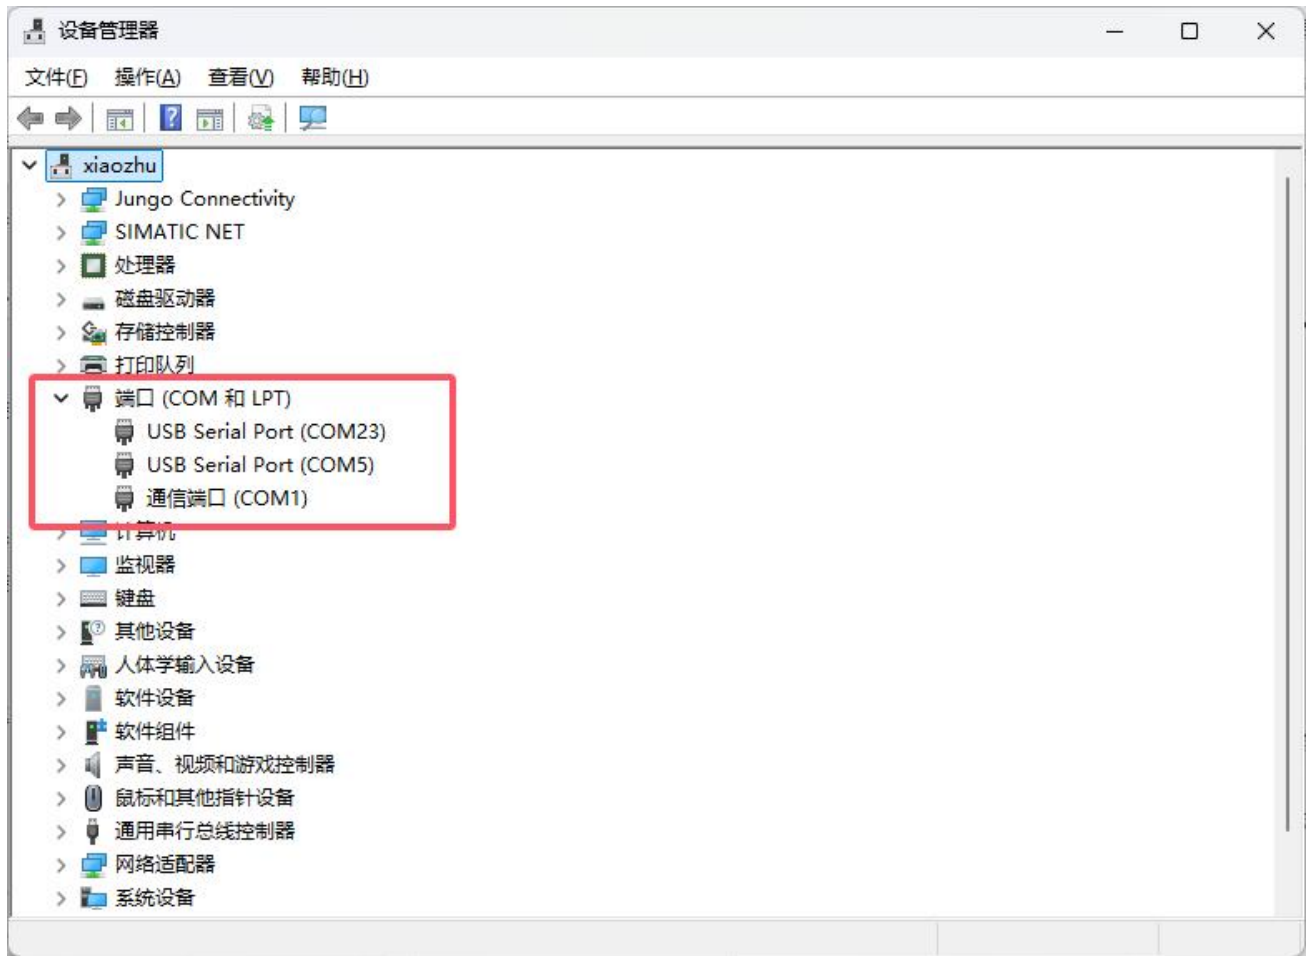 设备管理器
文件(F) 操作(A) 查看(V) 帮助(H)
xiaozhu
Jungo Connectivity
SIMATIC NET
处理器
磁盘驱动器
存储控制器
打印队列
端口 (COM 和 LPT)
USB Serial Port (COM23)
USB Serial Port (COM5)
通信端口 (COM1)
计算机
监视器
键盘
其他设备
人体学输入设备
软件设备
软件组件
声音、视频和游戏控制器
鼠标和其他指针设备
通用串行总线控制器
网络适配器
系统设备